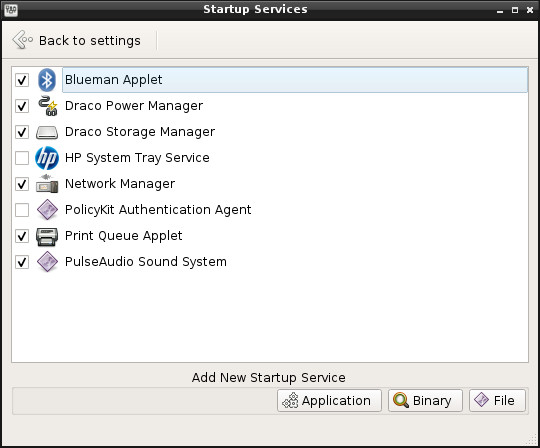 Startup Services
Back to settings
Blueman Applet
Draco Power Manager
Draco Storage Manager
hp HP System Tray Service
Network Manager
PolicyKit Authentication Agent
Print Queue Applet
PulseAudio Sound System
Add New Startup Service
Application Binary File